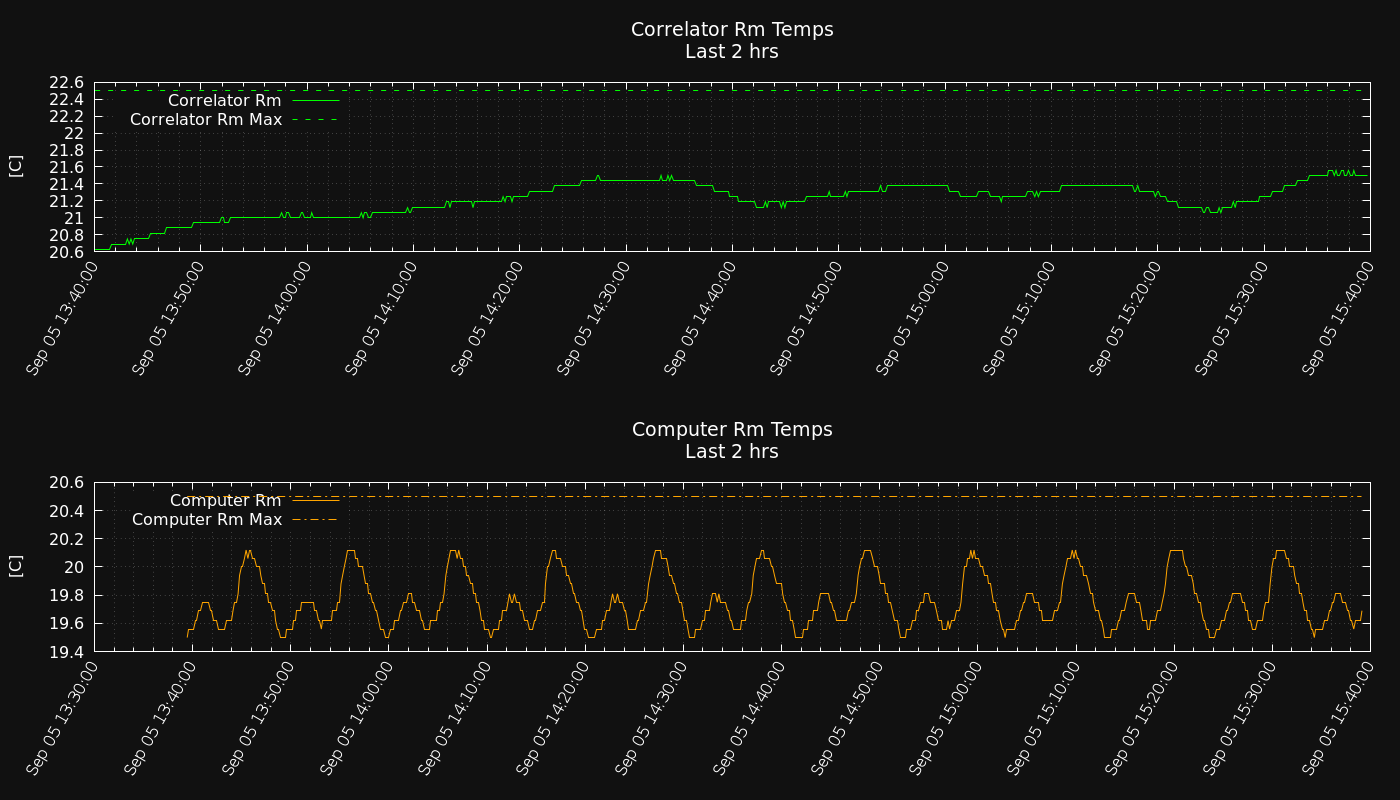 Correlator Rm Temps
Last 2 hrs
[C]
22.6
22.4
22.2
22
21.8
21.6
21.4
21.2
21
20.8
20.6
Correlator Rm
Correlator Rm Max
Sep 05 13:40:00
Sep 05 13:50:00
Sep 05 14:00:00
Sep 05 14:10:00
Sep 05 14:20:00
Sep 05 14:30:00
Sep 05 14:40:00
Sep 05 14:50:00
Sep 05 15:00:00
Sep 05 15:10:00
Sep 05 15:20:00
Sep 05 15:30:00
Sep 05 15:40:00
Computer Rm Temps
Last 2 hrs
[C]
20.6
20.4
20.2
20
19.8
19.6
19.4
Computer Rm
Computer Rm Max
Sep 05 13:30:00
Sep 05 13:40:00
Sep 05 13:50:00
Sep 05 14:00:00
Sep 05 14:10:00
Sep 05 14:20:00
Sep 05 14:30:00
Sep 05 14:40:00
Sep 05 14:50:00
Sep 05 15:00:00
Sep 05 15:10:00
Sep 05 15:20:00
Sep 05 15:30:00
Sep 05 15:40:00